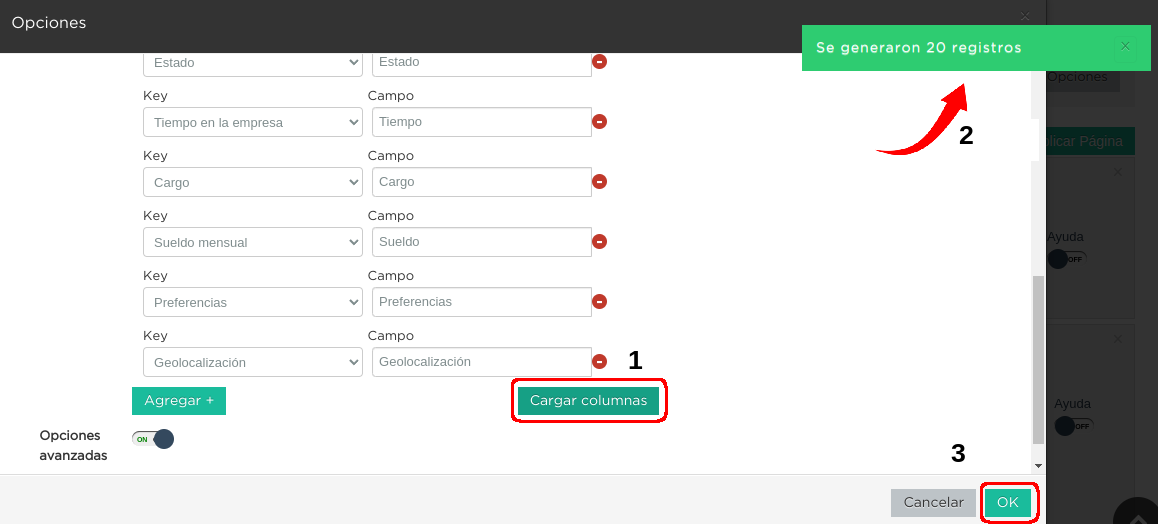 Opciones
Se generaron 20 registros
Opciones
Estado Estado
Key Campo
Tiempo en la empresa Tiempo
2
licar Página
Key Campo
Cargo Cargo
Key Campo
Sueldo mensual Sueldo
Ayuda
OFF
Key Campo
Preferencias Preferencias
Key Campo
Geolocalización Geolocalización
1
Agregar + Cargar columnas
Ayuda
OFF
Opciones
avanzadas
ON
3
Cancelar OK